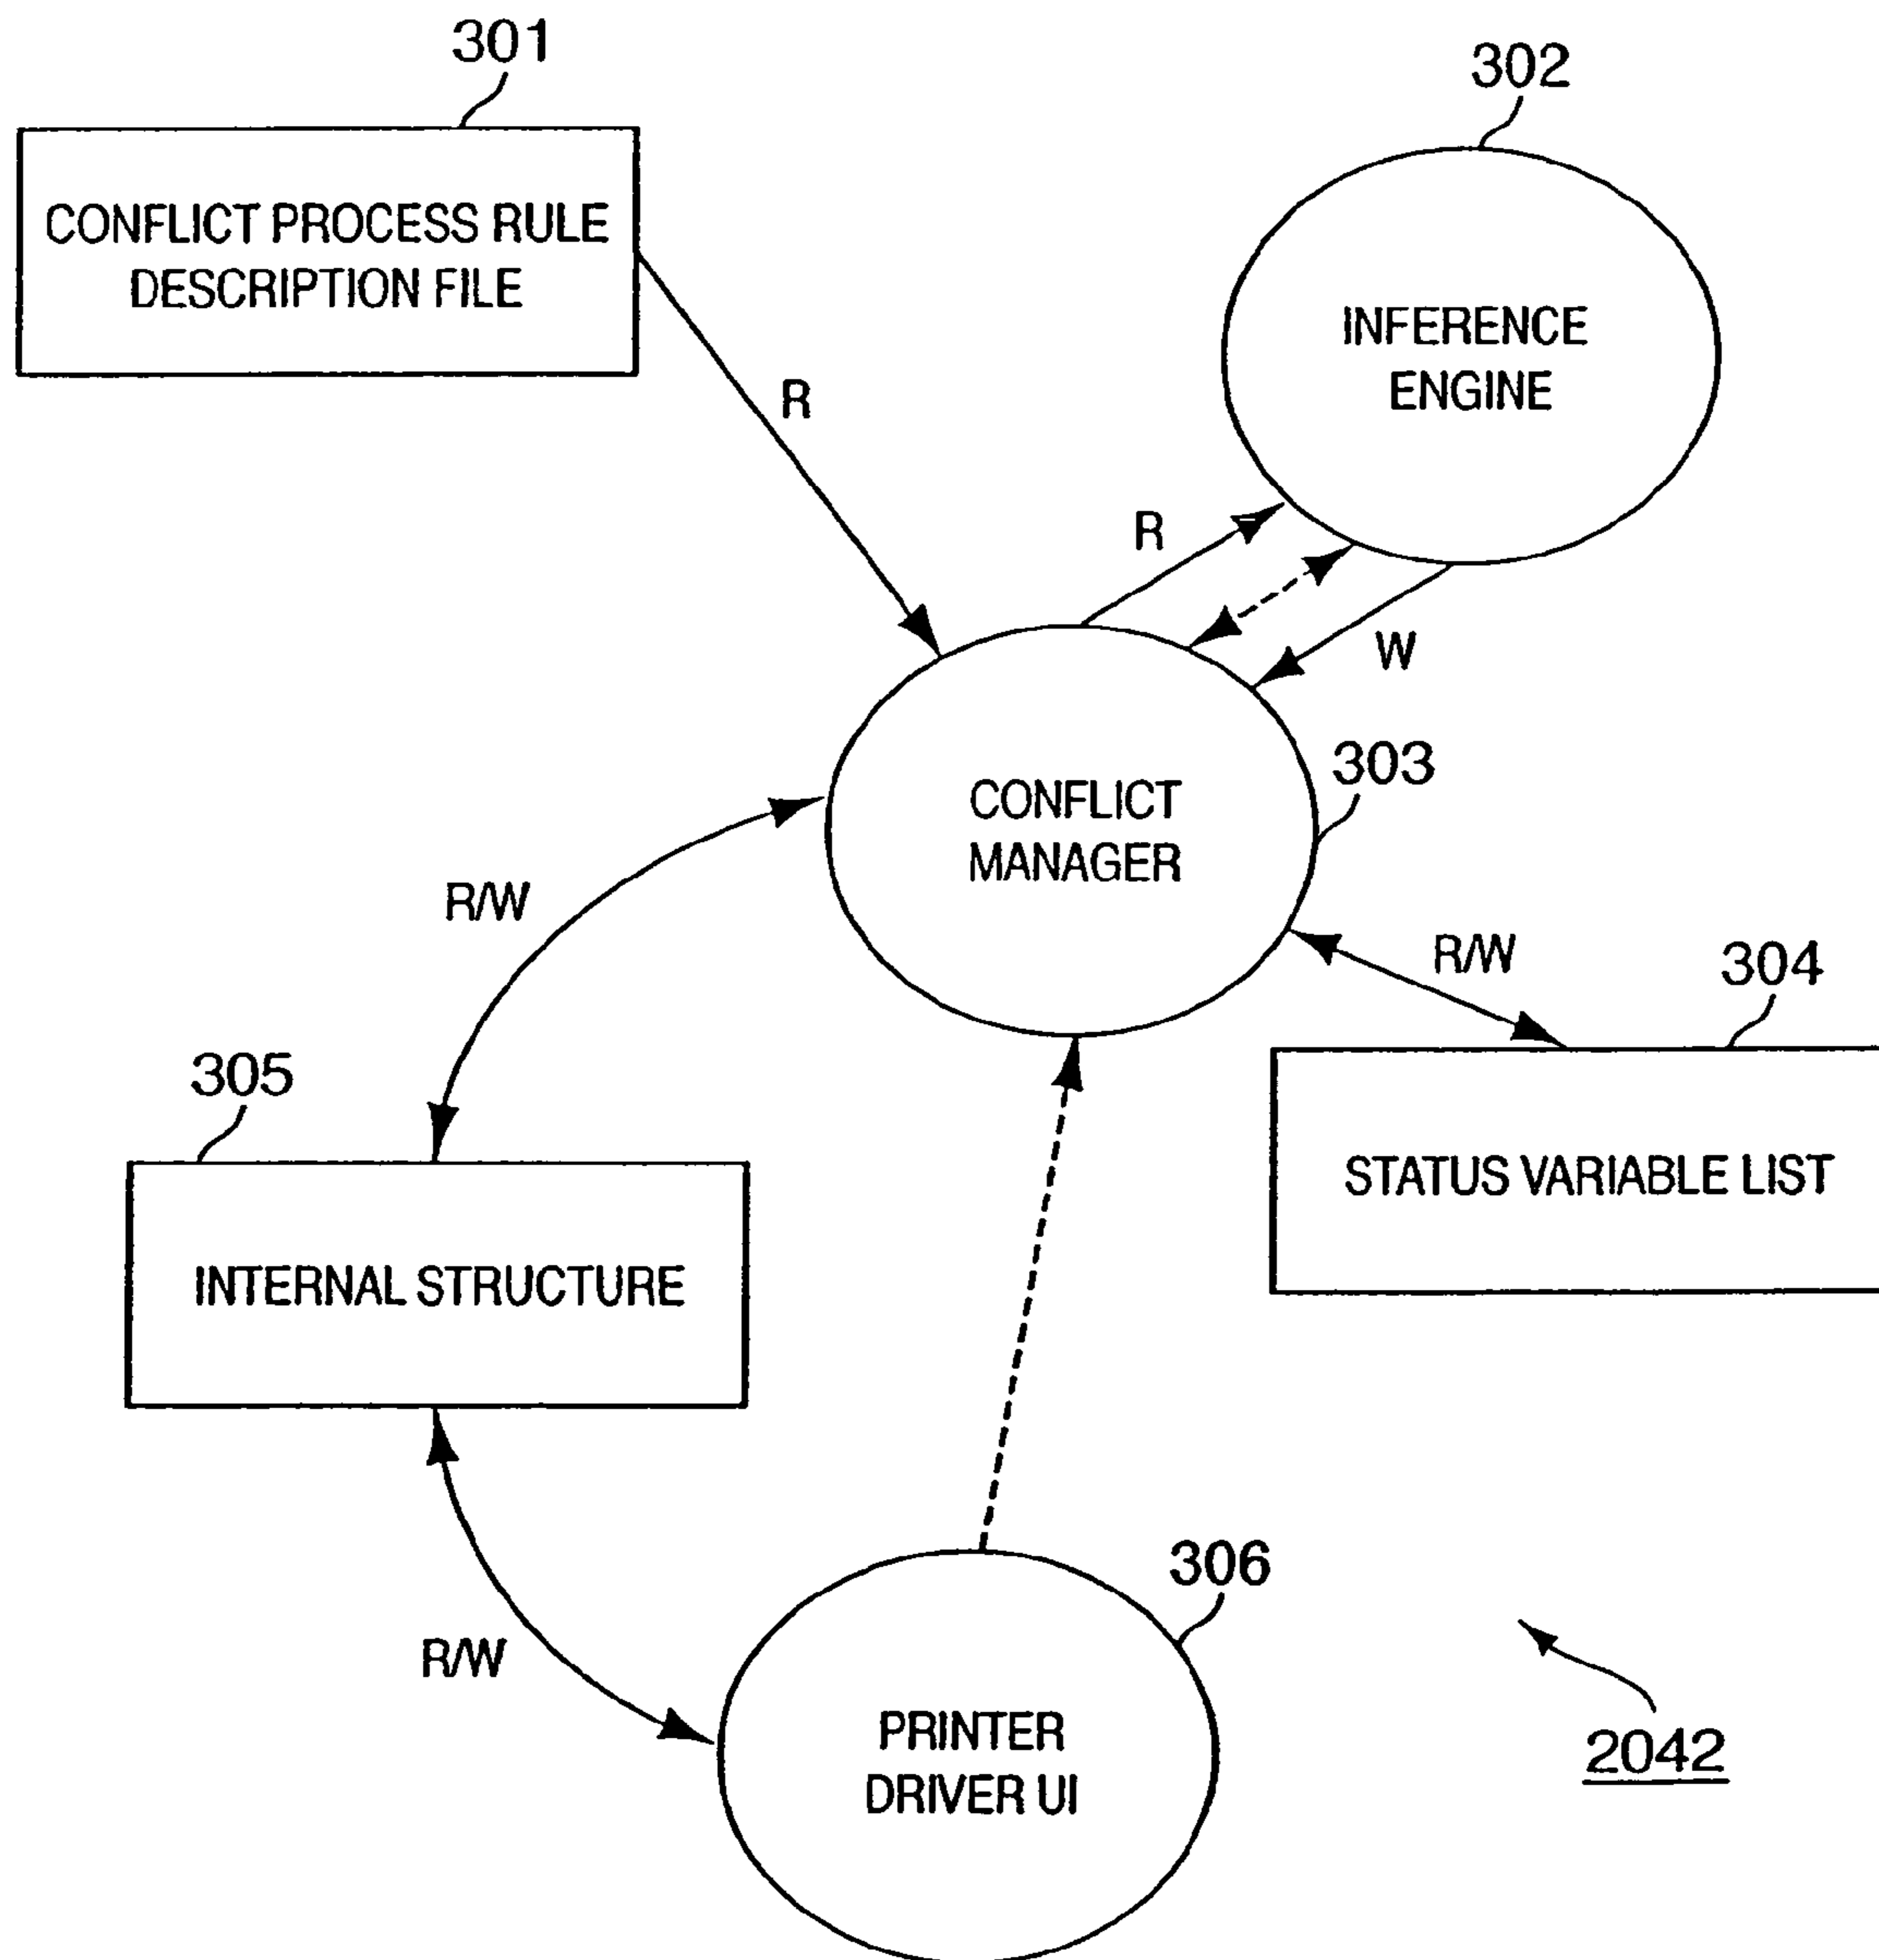 301
302
CONFLICT PROCESS RULE
DESCRIPTION FILE
INFERENCE
ENGINE
R
R
W
303
CONFLICT
MANAGER
R/W
R/W
304
305
STATUS VARIABLE LIST
INTERNAL STRUCTURE
306
R/W
PRINTER
DRIVER UI
2042